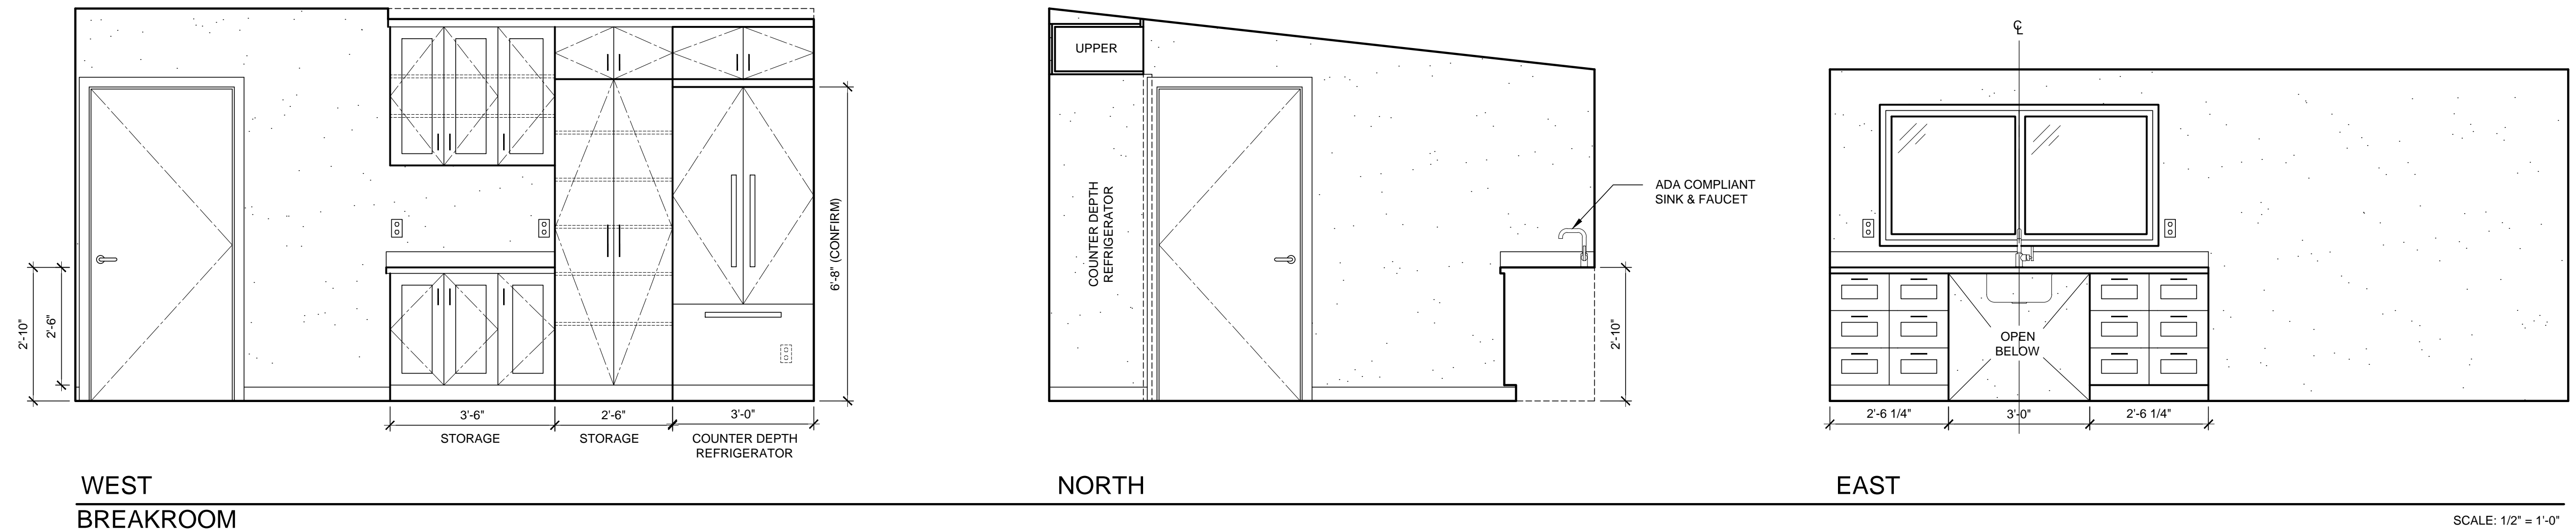 UPPER
COUNTER DEPTH
REFRIGERATOR
ADA COMPLIANT
SINK & FAUCET
6'-8" (CONFIRM)
2'-10"
2'-6"
3'-6"
2'-6"
3'-0"
STORAGE
STORAGE
COUNTER DEPTH
REFRIGERATOR
2'-10"
℄
OPEN
BELOW
2'-6 1/4"
3'-0"
2'-6 1/4"
WEST
NORTH
EAST
BREAKROOM
SCALE: 1/2" = 1'-0"